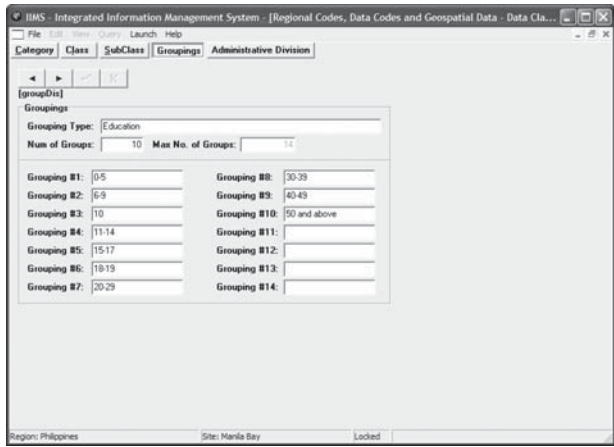 IIMS - Integrated Information Management System - [Regional Codes, Data Codes and Geospatial Data - Data Cla...
File Edit View Query Launch Help
Category Class SubClass Groupings Administrative Division
[groupDis]
Groupings
Grouping Type: Education
Num of Groups: 10 Max No. of Groups: 14
Grouping #1: 0-5 Grouping #8: 30-39
Grouping #2: 6-9 Grouping #9: 40-49
Grouping #3: 10 Grouping #10: 50 and above
Grouping #4: 11-14 Grouping #11:
Grouping #5: 15-17 Grouping #12:
Grouping #6: 18-19 Grouping #13:
Grouping #7: 20-29 Grouping #14:
Region: Philippines Site: Manila Bay Locked